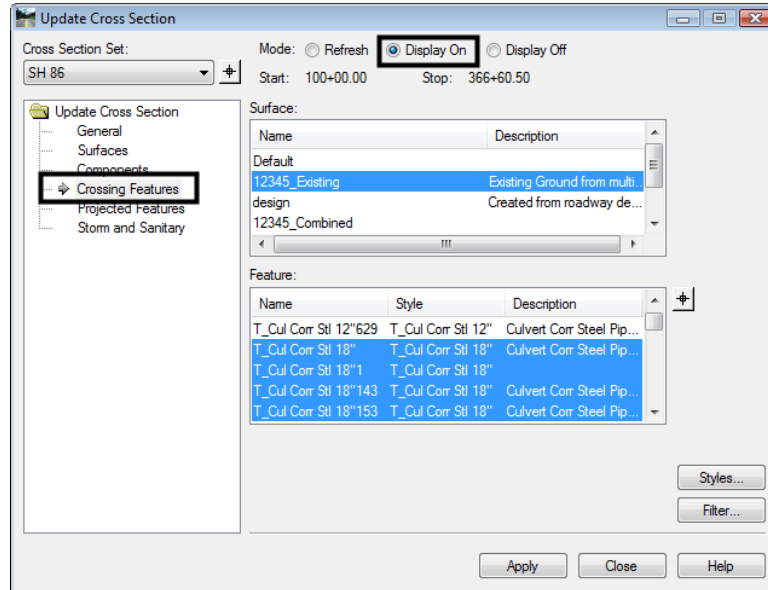 Update Cross Section
Cross Section Set:
SH 86
Mode: Refresh Display On Display Off
Start: 100+00.00 Stop: 366+60.50
Update Cross Section
General
Surfaces
Components
Crossing Features
Projected Features
Storm and Sanitary
Surface:
Name Description
Default
12345_Existing Existing Ground from multi...
design Created from roadway de...
12345_Combined
Feature:
Name Style Description
T_Cul Corr Stl 12"629 T_Cul Corr Stl 12" Culvert Corr Steel Pip...
T_Cul Corr Stl 18" T_Cul Corr Stl 18" Culvert Corr Steel Pip...
T_Cul Corr Stl 18"1 T_Cul Corr Stl 18"
T_Cul Corr Stl 18"143 T_Cul Corr Stl 18" Culvert Corr Steel Pip...
T_Cul Corr Stl 18"153 T_Cul Corr Stl 18" Culvert Corr Steel Pip...
Styles...
Filter...
Apply Close Help